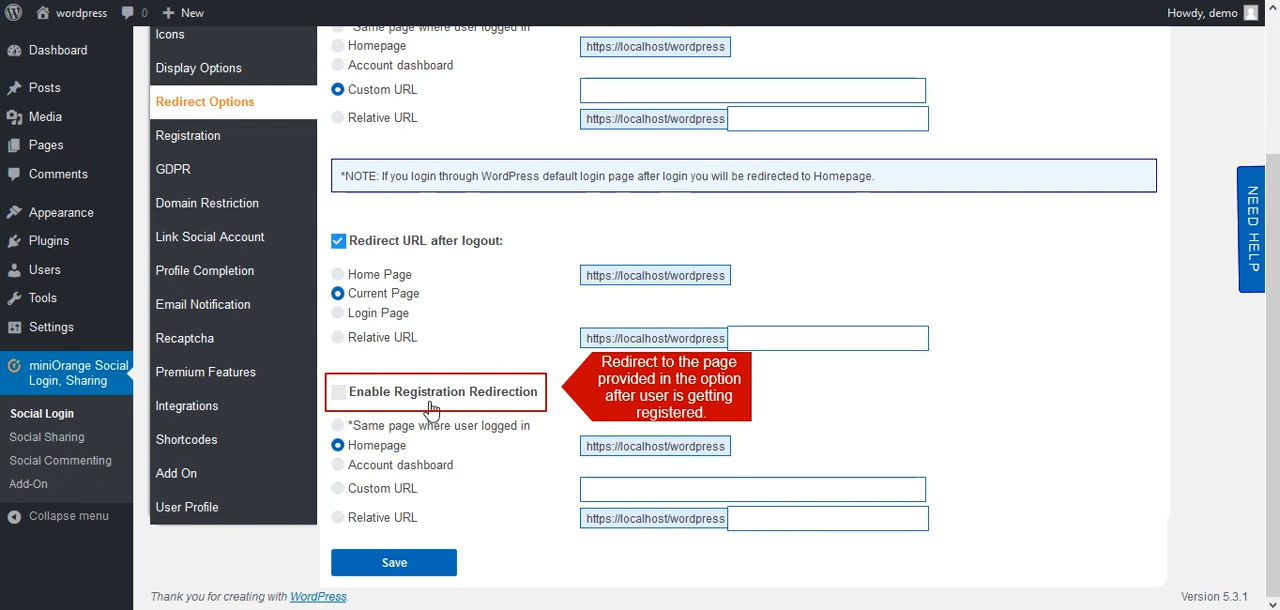 wordpress 0 New Howdy, demo
Dashboard
Posts
Media
Pages
Comments
Appearance
Plugins
Users
Tools
Settings
miniOrange Social
Login, Sharing
Social Login
Social Sharing
Social Commenting
Add-On
Collapse menu
Icons
Display Options
Redirect Options
Registration
GDPR
Domain Restriction
Link Social Account
Profile Completion
Email Notification
Recaptcha
Premium Features
Integrations
Shortcodes
Add On
User Profile
*Same page where user logged in
Homepage https://localhost/wordpress
Account dashboard
Custom URL
Relative URL https://localhost/wordpress
*NOTE: If you login through WordPress default login page after login you will be redirected to Homepage.
Redirect URL after logout:
Home Page https://localhost/wordpress
Current Page
Login Page
Relative URL https://localhost/wordpress
Enable Registration Redirection
Redirect to the page
provided in the option
after user is getting
registered.
*Same page where user logged in
Homepage https://localhost/wordpress
Account dashboard
Custom URL
Relative URL https://localhost/wordpress
Save
NEED HELP
Thank you for creating with WordPress. Version 5.3.1